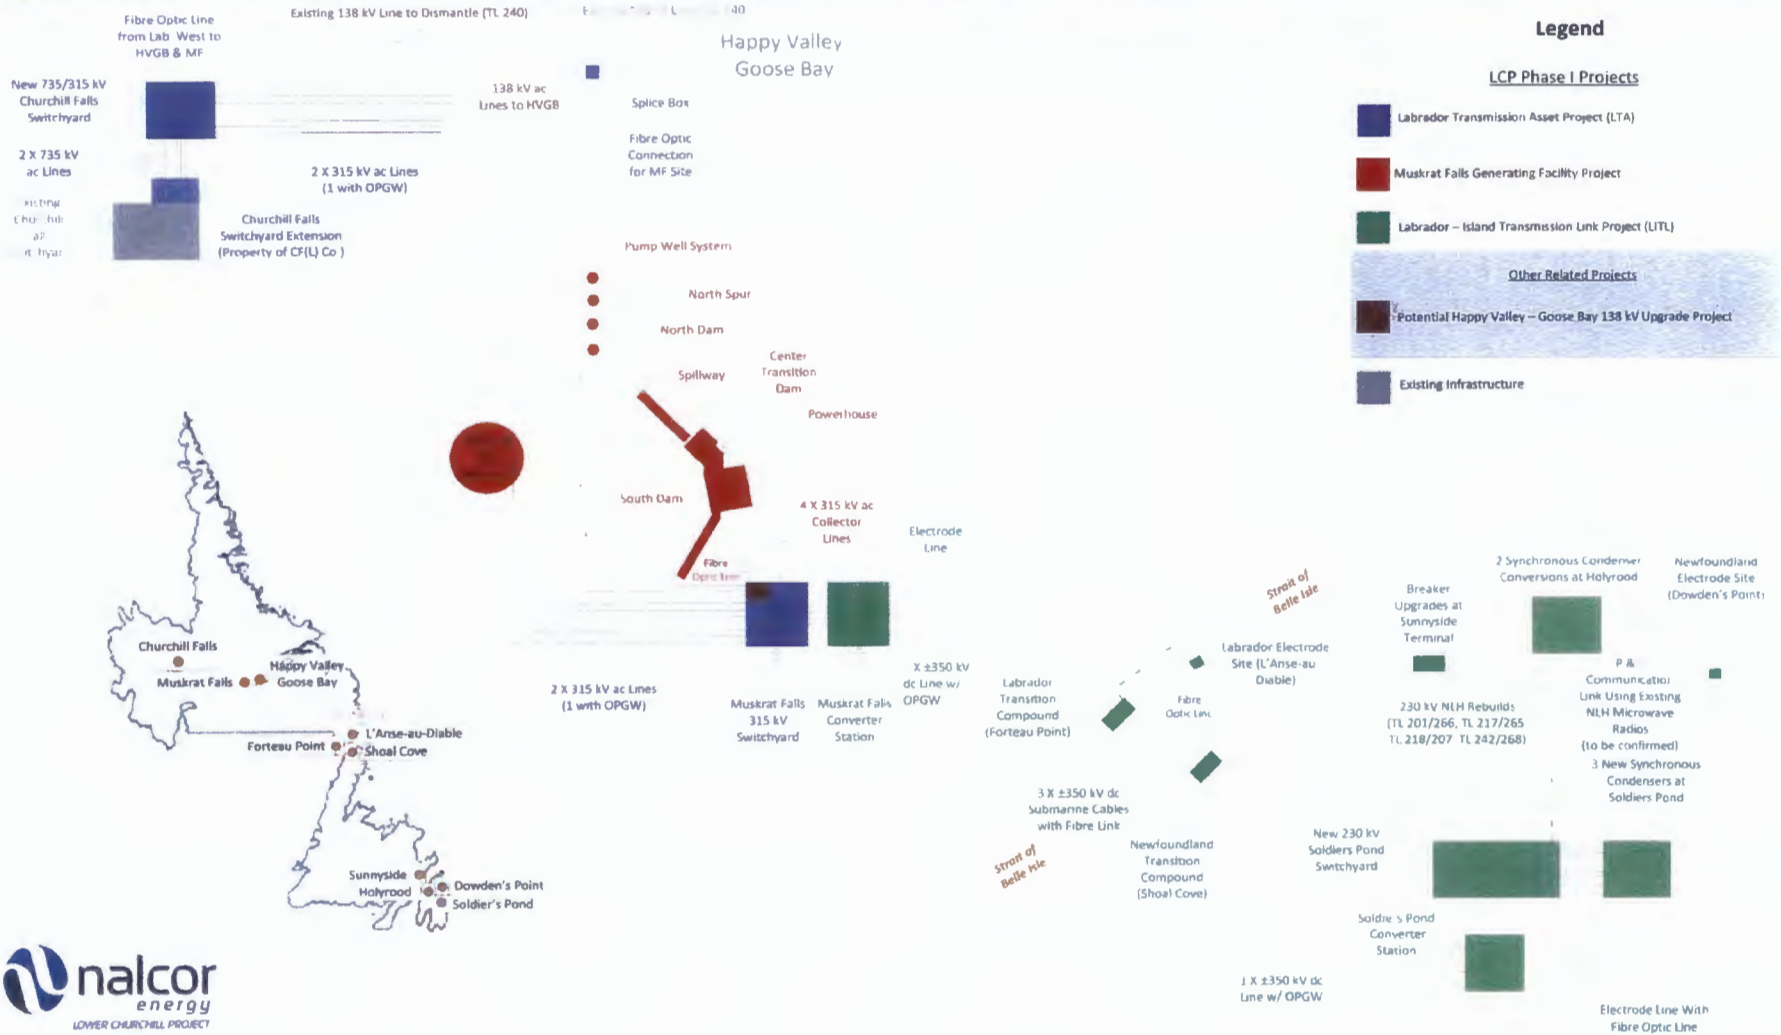 Existing 138 kV Line to Dismantle (TL 240)
Fibre Optic Line
from Lab West to
HVGB & MF
Happy Valley
Goose Bay
New 735/315 kV
Churchill Falls
Switchyard
138 kV ac
Lines to HVGB
Splice Box
Fibre Optic
Connection
for MF Site
2 X 735 kV
ac Lines
2 X 315 kV ac Lines
(1 with OPGW)
Churchill Falls
Switchyard Extension
(Property of CF(L) Co )
Pump Well System
North Spur
North Dam
Spillway
Center
Transition
Dam
Powerhouse
South Dam
4 X 315 kV ac
Collector
Lines
Electrode
Line
Fibre
Optic Line
2 X 315 kV ac Lines
(1 with OPGW)
Muskrat Falls
315 kV
Switchyard
Muskrat Falls
Converter
Station
X ±350 kV
dc Line w/
OPGW
Legend
LCP Phase I Projects
Labrador Transmission Asset Project (LTA)
Muskrat Falls Generating Facility Project
Labrador – Island Transmission Link Project (LITL)
Other Related Projects
Potential Happy Valley – Goose Bay 138 kV Upgrade Project
Existing Infrastructure
Churchill Falls
Muskrat Falls
Happy Valley
Goose Bay
L'Anse-au-Diable
Forteau Point
Shoal Cove
Sunnyside
Holyrood
Dowden's Point
Soldier's Pond
Strait of
Belle Isle
Labrador
Transition
Compound
(Forteau Point)
Fibre
Optic Link
Labrador Electrode
Site (L'Anse-au
Diable)
3 X ±350 kV dc
Submarine Cables
with Fibre Link
Strait of
Belle Isle
Newfoundland
Transition
Compound
(Shoal Cove)
Breaker
Upgrades at
Sunnyside
Terminal
2 Synchronous Condenser
Conversions at Holyrood
Newfoundland
Electrode Site
(Dowden's Point)
230 kV NLH Rebuilds
(TL 201/266, TL 217/265
TL 218/207 TL 242/268)
P &
Communication
Link Using Existing
NLH Microwave
Radios
(to be confirmed)
3 New Synchronous
Condensers at
Soldiers Pond
New 230 kV
Soldiers Pond
Switchyard
Soldie s Pond
Converter
Station
1 X ±350 kV dc
Line w/ OPGW
Electrode Line With
Fibre Optic Line
nalcor
energy
LOWER CHURCHILL PROJECT